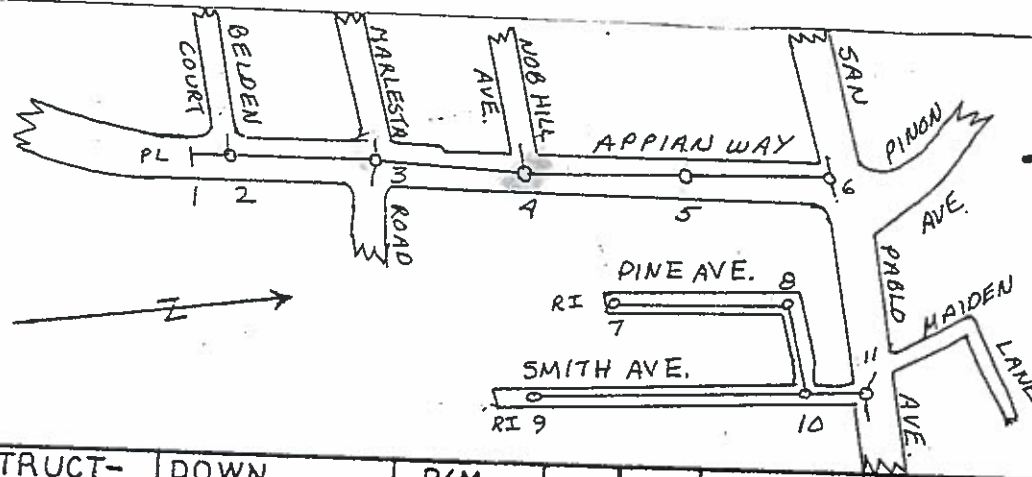 COURT
BELDEN
MARLESTA
AVE.
NOB HILL
SAN
PINON
PL
APPIAN WAY
1
2
3
4
5
6
ROAD
AVE.
PABLO
MAIDEN
LANE
PINE AVE.
8
RI
7
Z
11
SMITH AVE.
RI 9
10
AVE.
TRUCT-
DOWN